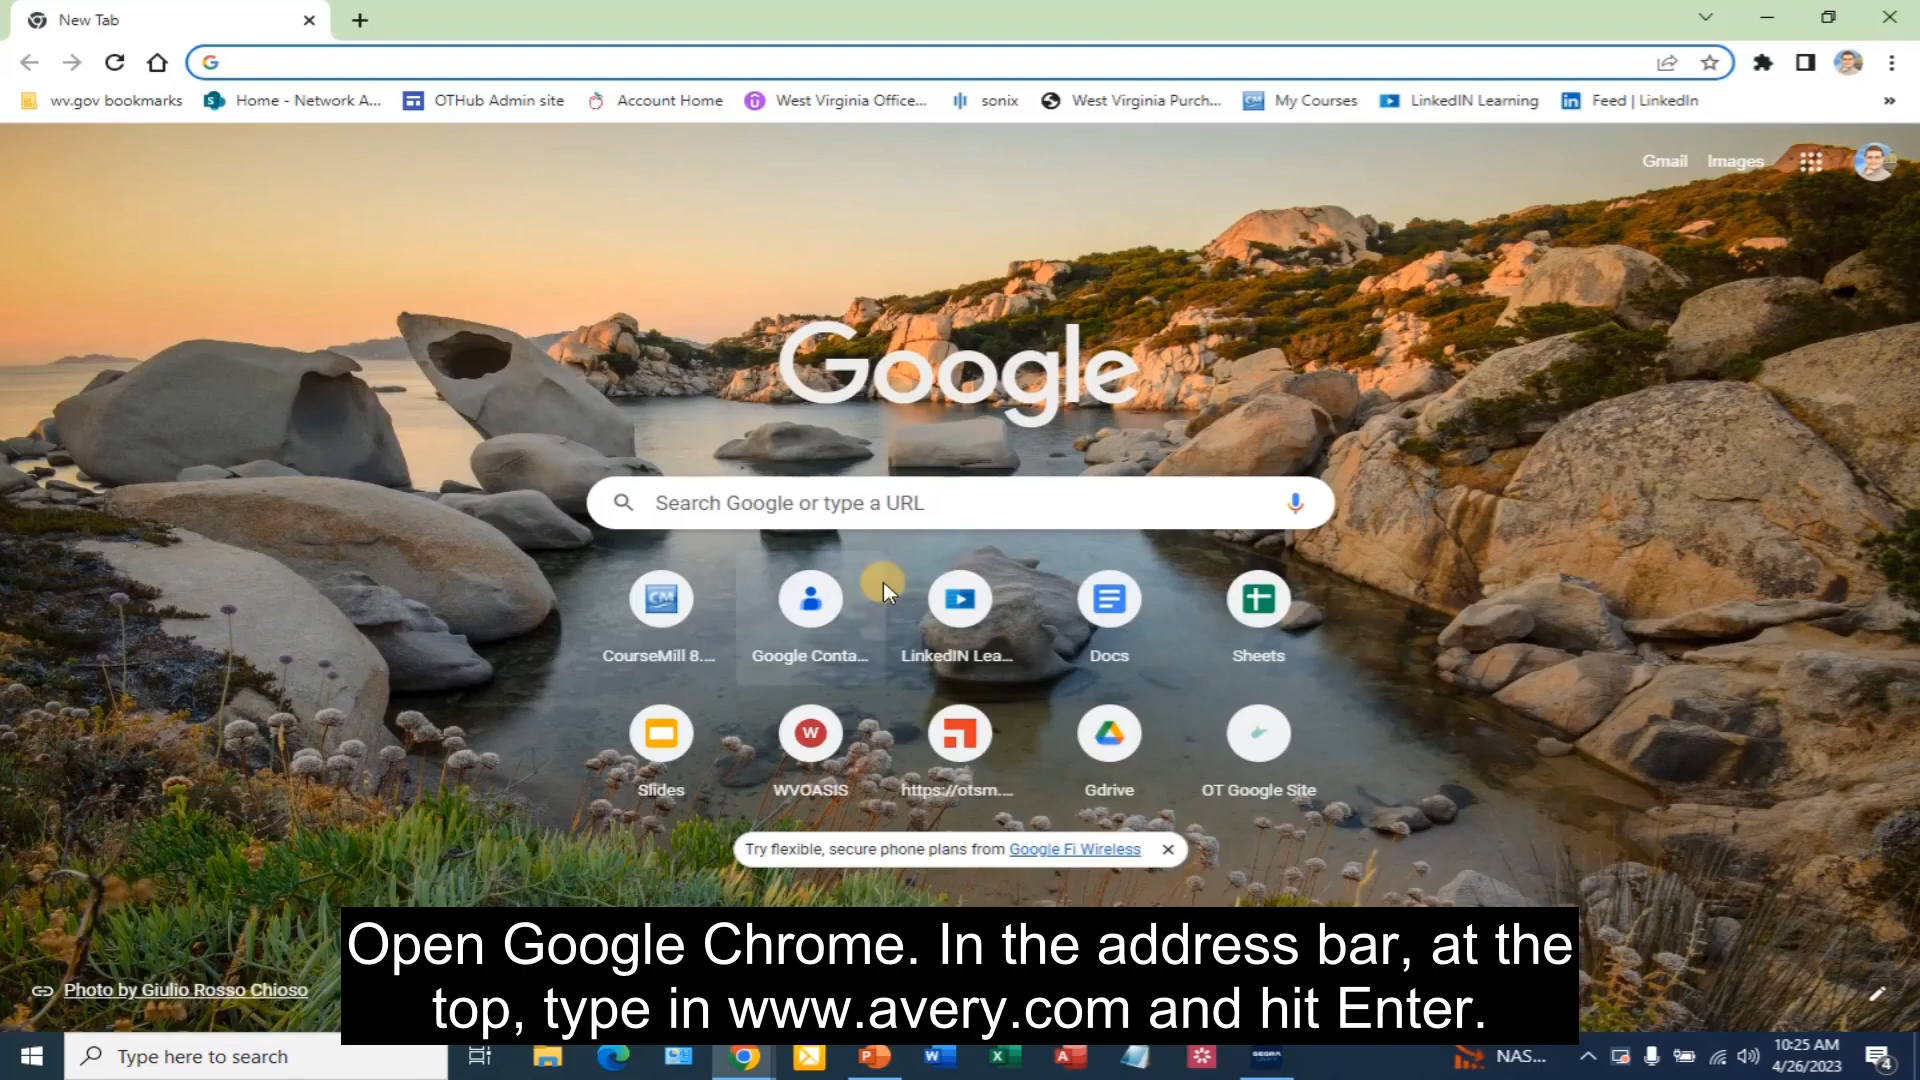 New Tab
wv.gov bookmarks Home - Network A... OTHub Admin site Account Home West Virginia Office... sonix West Virginia Purch... My Courses LinkedIN Learning Feed | LinkedIn »
Gmail Images
Google
Search Google or type a URL
CourseMill 8.... Google Conta... LinkedIN Lea... Docs Sheets
Slides WVOASIS https://otsm.... Gdrive OT Google Site
Try flexible, secure phone plans from Google Fi Wireless
Open Google Chrome. In the address bar, at the
top, type in www.avery.com and hit Enter.
Photo by Giulio Rosso Chioso
Type here to search
NAS...
10:25 AM
4/26/2023
4